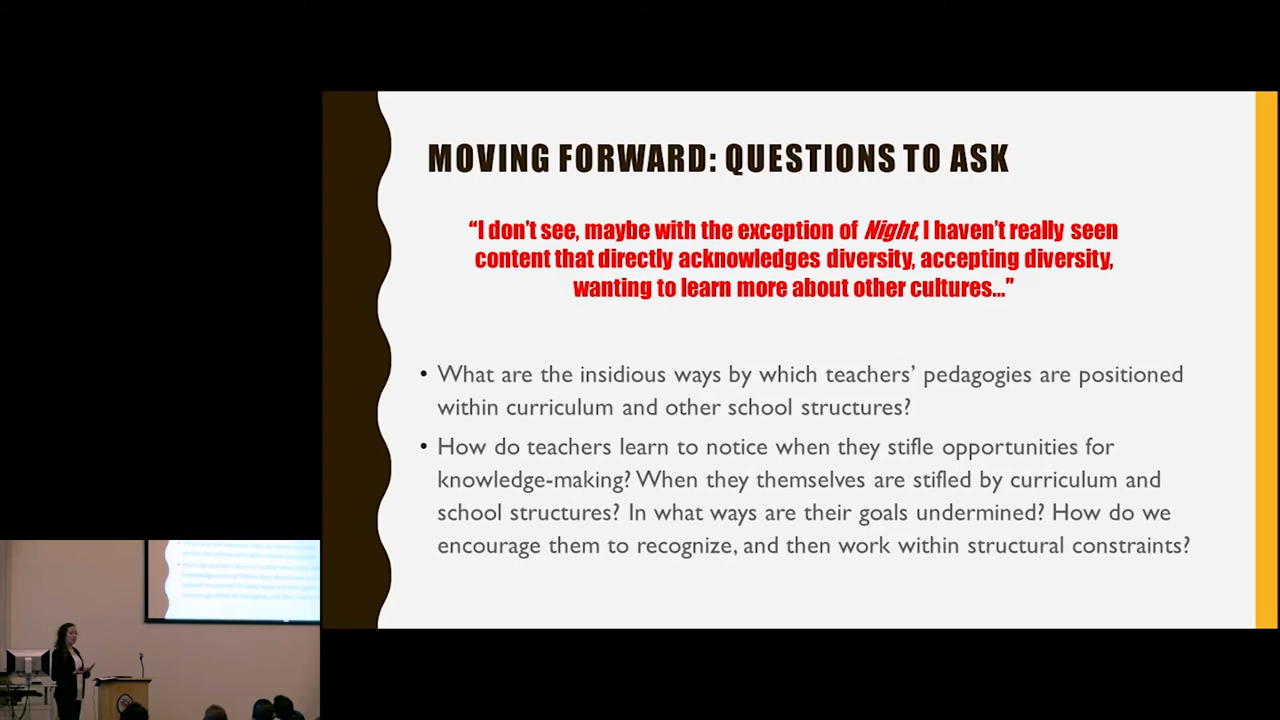 MOVING FORWARD: QUESTIONS TO ASK
“I don’t see, maybe with the exception of Night, I haven’t really seen
content that directly acknowledges diversity, accepting diversity,
wanting to learn more about other cultures...”
• What are the insidious ways by which teachers’ pedagogies are positioned
within curriculum and other school structures?
• How do teachers learn to notice when they stifle opportunities for
knowledge-making? When they themselves are stifled by curriculum and
school structures? In what ways are their goals undermined? How do we
encourage them to recognize, and then work within structural constraints?